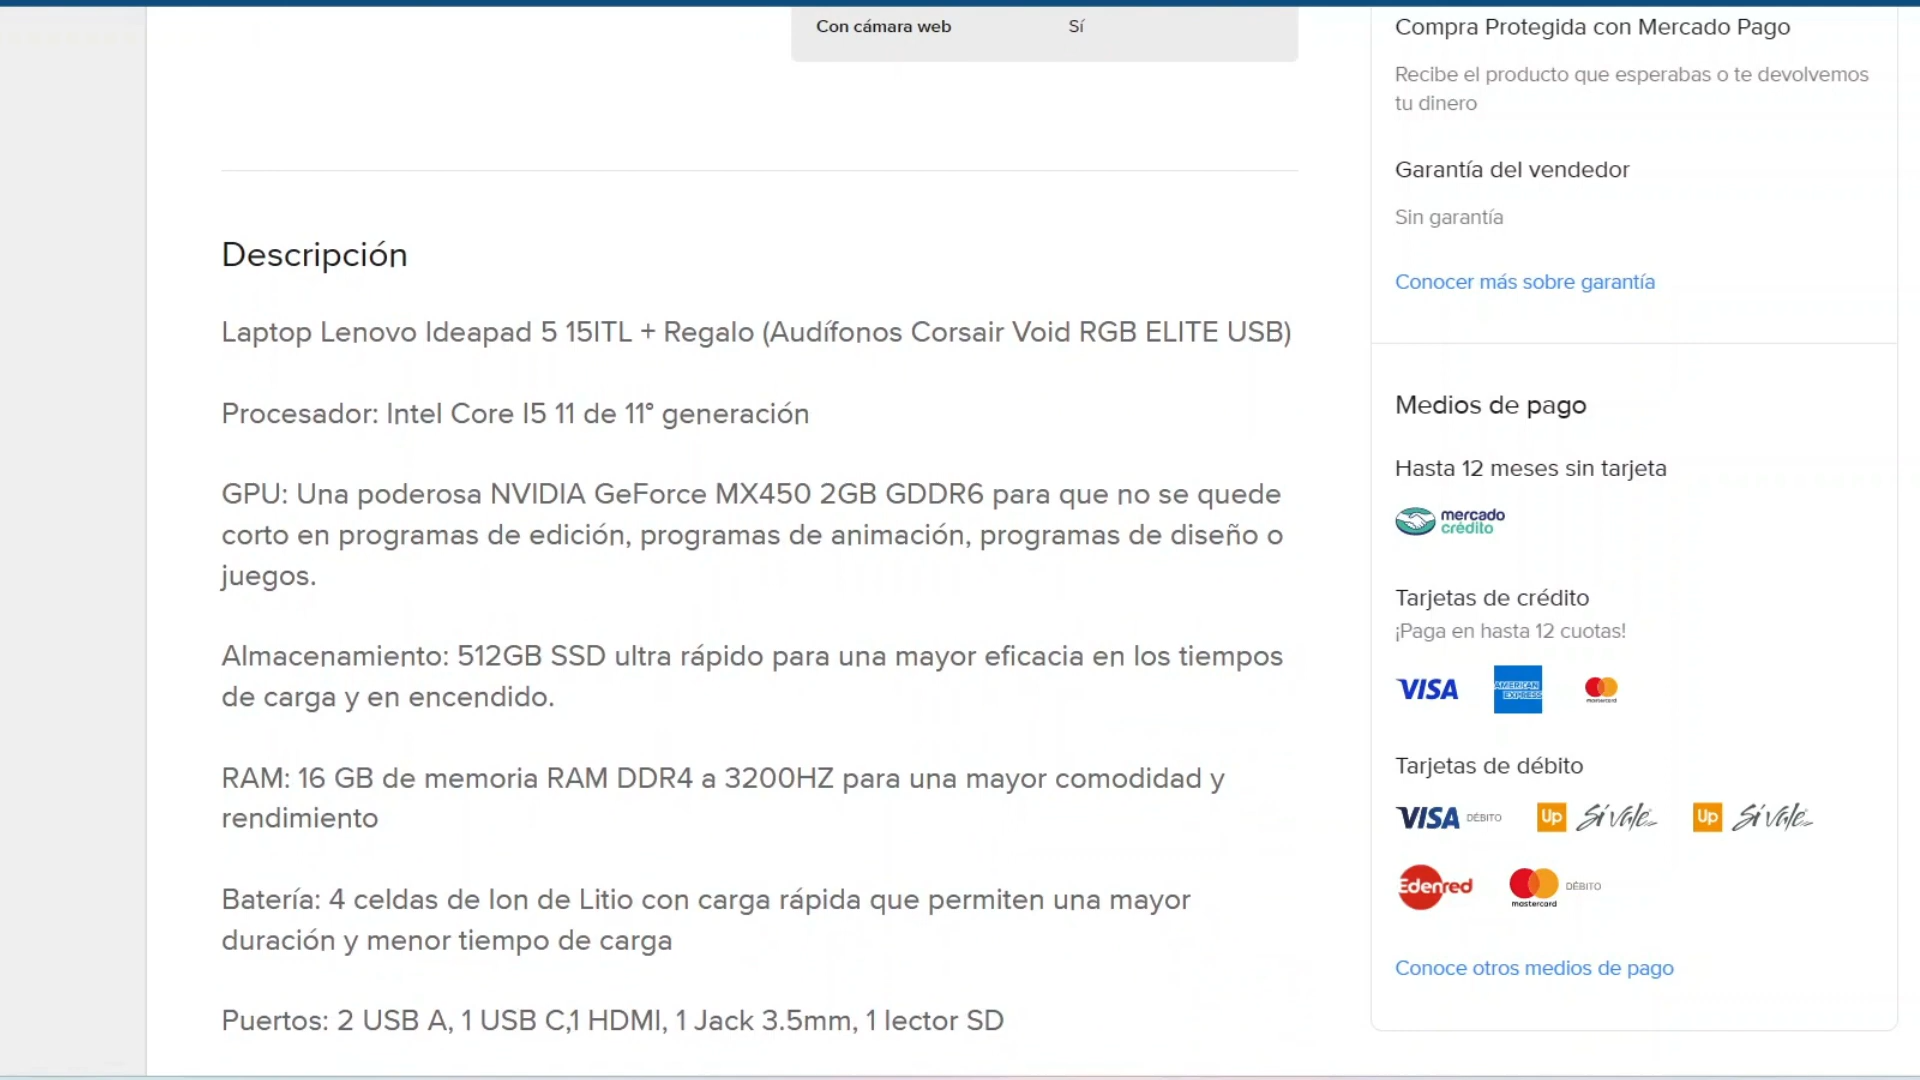 Con cámara web Sí
Descripción
Laptop Lenovo Ideapad 5 15ITL + Regalo (Audífonos Corsair Void RGB ELITE USB)
Procesador: Intel Core I5 11 de 11° generación
GPU: Una poderosa NVIDIA GeForce MX450 2GB GDDR6 para que no se quede
corto en programas de edición, programas de animación, programas de diseño o
juegos.
Almacenamiento: 512GB SSD ultra rápido para una mayor eficacia en los tiempos
de carga y en encendido.
RAM: 16 GB de memoria RAM DDR4 a 3200HZ para una mayor comodidad y
rendimiento
Batería: 4 celdas de Ion de Litio con carga rápida que permiten una mayor
duración y menor tiempo de carga
Puertos: 2 USB A, 1 USB C,1 HDMI, 1 Jack 3.5mm, 1 lector SD
Compra Protegida con Mercado Pago
Recibe el producto que esperabas o te devolvemos
tu dinero
Garantía del vendedor
Sin garantía
Conocer más sobre garantía
Medios de pago
Hasta 12 meses sin tarjeta
mercado
crédito
Tarjetas de crédito
¡Paga en hasta 12 cuotas!
VISA AMERICAN EXPRESS mastercard
Tarjetas de débito
VISA DÉBITO Up Sí Vale Up Sí Vale
Edenred mastercard DÉBITO
Conoce otros medios de pago